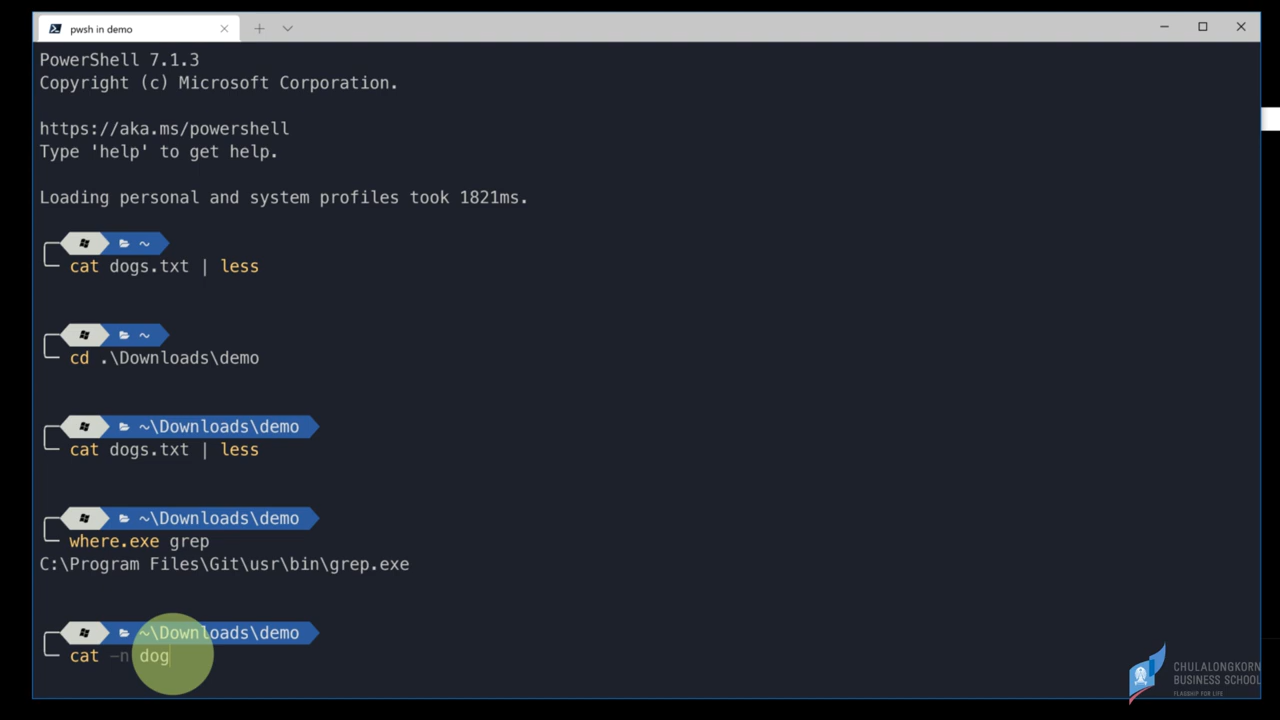 pwsh in demo
PowerShell 7.1.3
Copyright (c) Microsoft Corporation.
https://aka.ms/powershell
Type 'help' to get help.
Loading personal and system profiles took 1821ms.
~
cat dogs.txt | less
~
cd .\Downloads\demo
~\Downloads\demo
cat dogs.txt | less
~\Downloads\demo
where.exe grep
C:\Program Files\Git\usr\bin\grep.exe
~\Downloads\demo
cat -n dog
CHULALONGKORN
BUSINESS SCHOOL
FLAGSHIP FOR LIFE